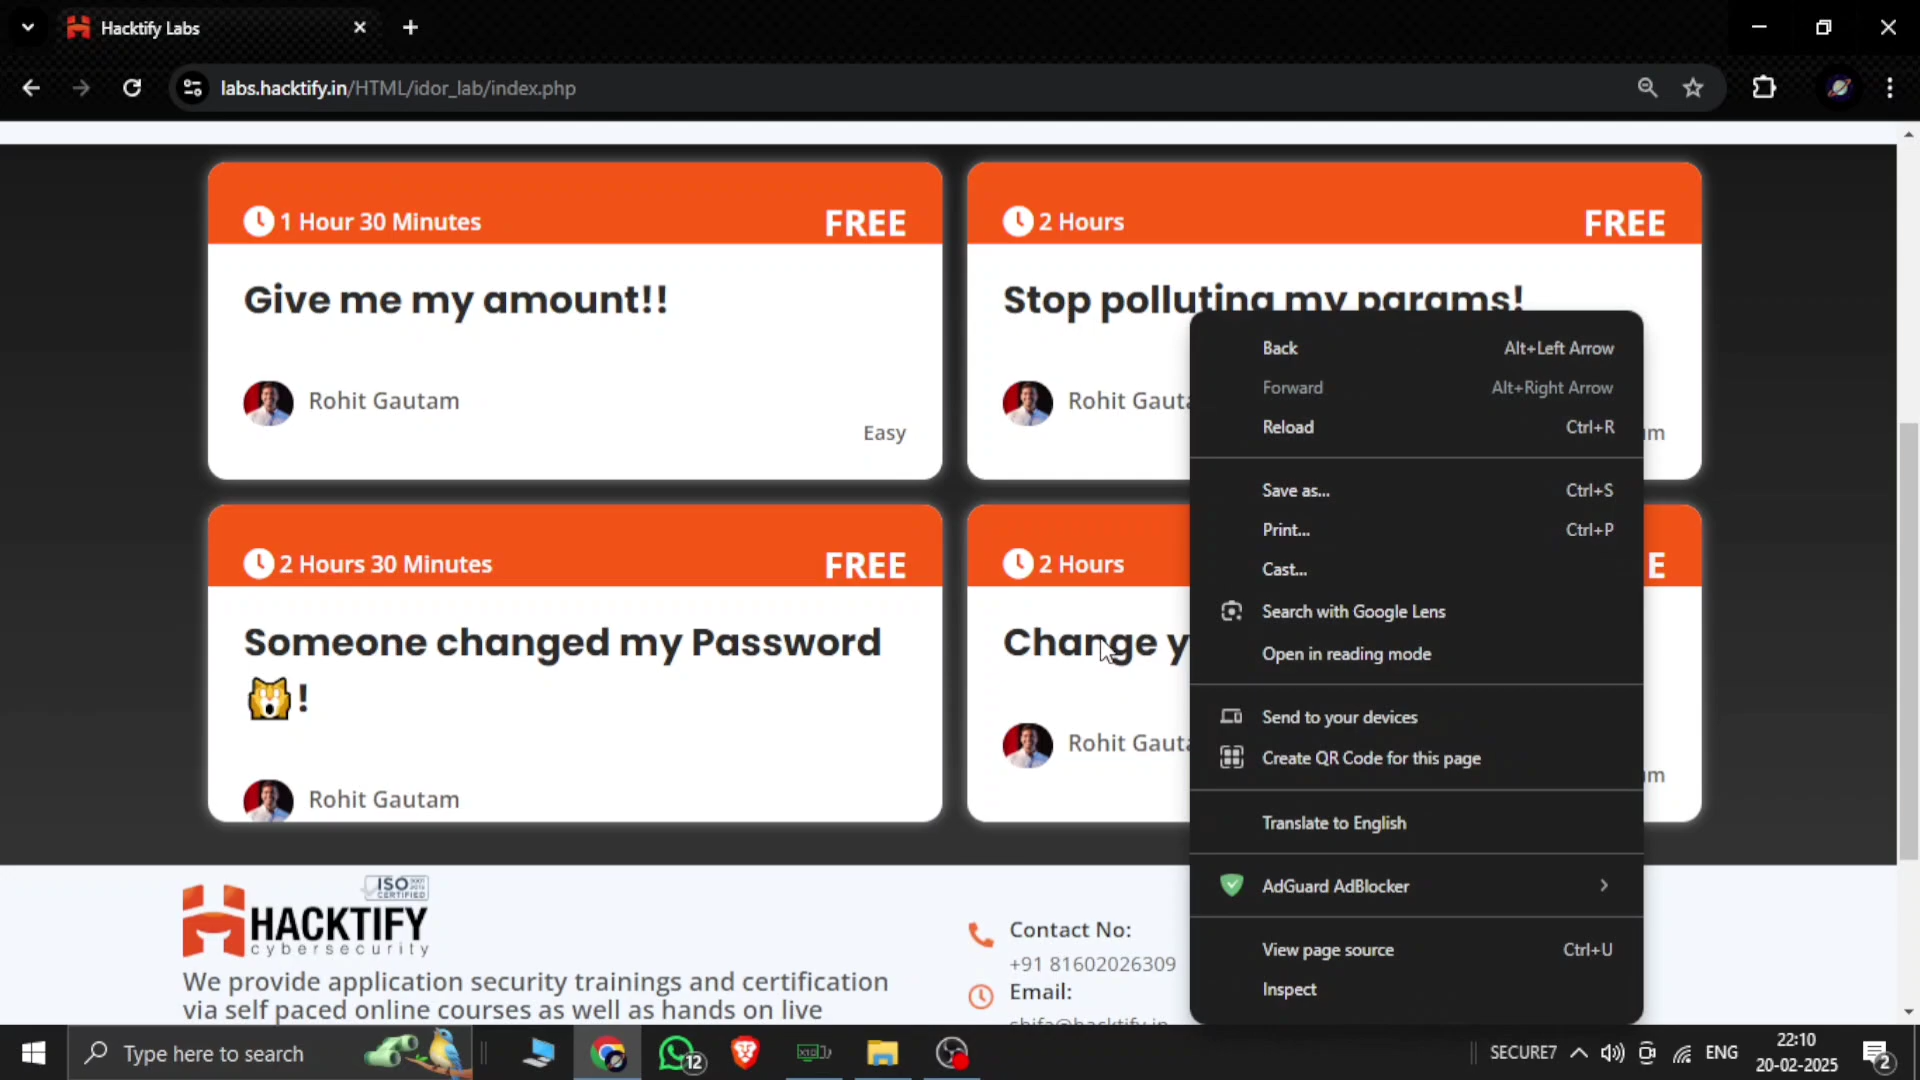 Hacktify Labs
labs.hacktify.in/HTML/idor_lab/index.php
1 Hour 30 Minutes FREE
Give me my amount!!
Rohit Gautam
Easy
2 Hours FREE
Stop polluting my params!
Rohit
2 Hours 30 Minutes FREE
Someone changed my Password
!
Rohit Gautam
2 Hours
Change
Rohit
Back Alt+Left Arrow
Forward Alt+Right Arrow
Reload Ctrl+R
Save as... Ctrl+S
Print... Ctrl+P
Cast...
Search with Google Lens
Open in reading mode
Send to your devices
Create QR Code for this page
Translate to English
AdGuard AdBlocker
View page source Ctrl+U
Inspect
ISO
CERTIFIED
HACKTIFY
cybersecurity
We provide application security trainings and certification
via self paced online courses as well as hands on live
Contact No:
+91 81602026309
Email:
Type here to search
12
SECURE7
ENG
22:10
20-02-2025
2